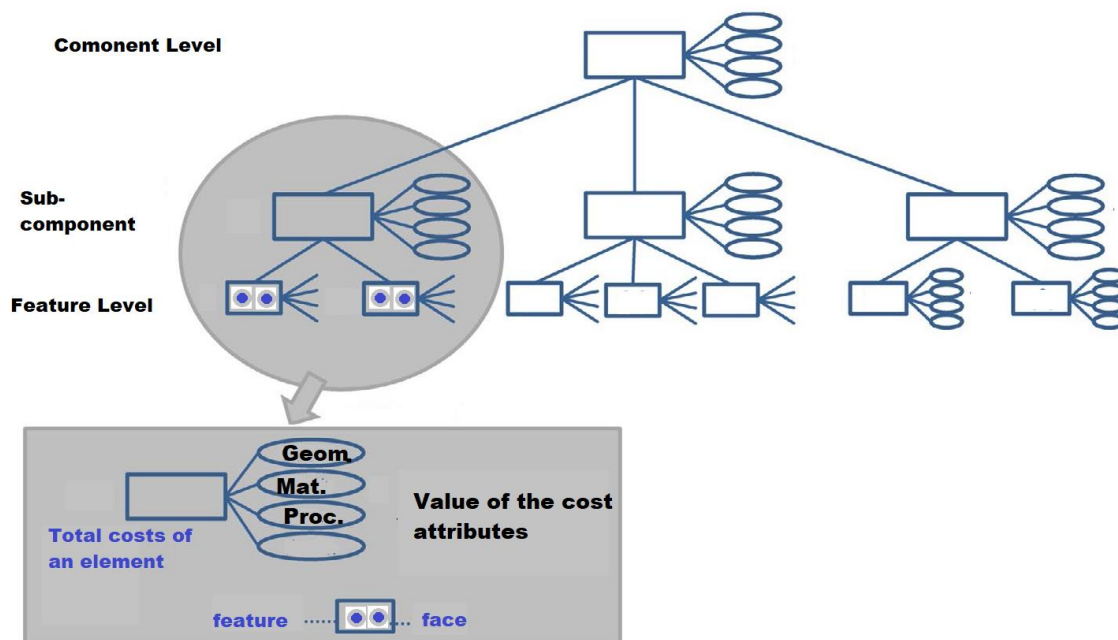 Comonent Level
Sub-
component
Feature Level
Geom.
Mat.
Proc.
Value of the cost
attributes
Total costs of
an element
feature
face